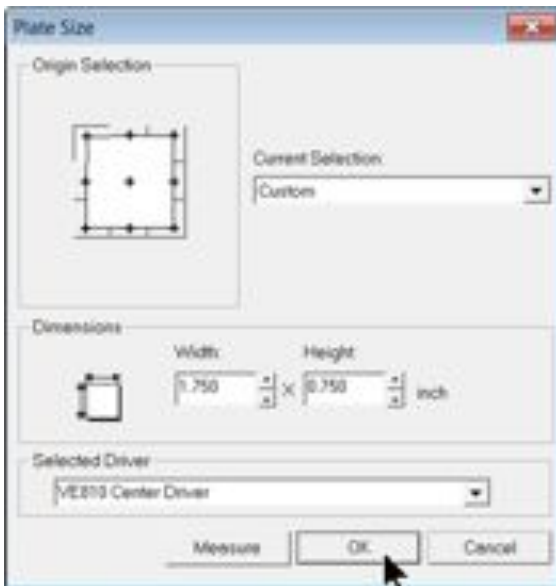 Plate Size
Origin Selection
Current Selection:
Custom
Dimensions
Width: Height:
1.750 X 0.750 inch
Selected Driver
VE810 Center Driver
Measure OK Cancel